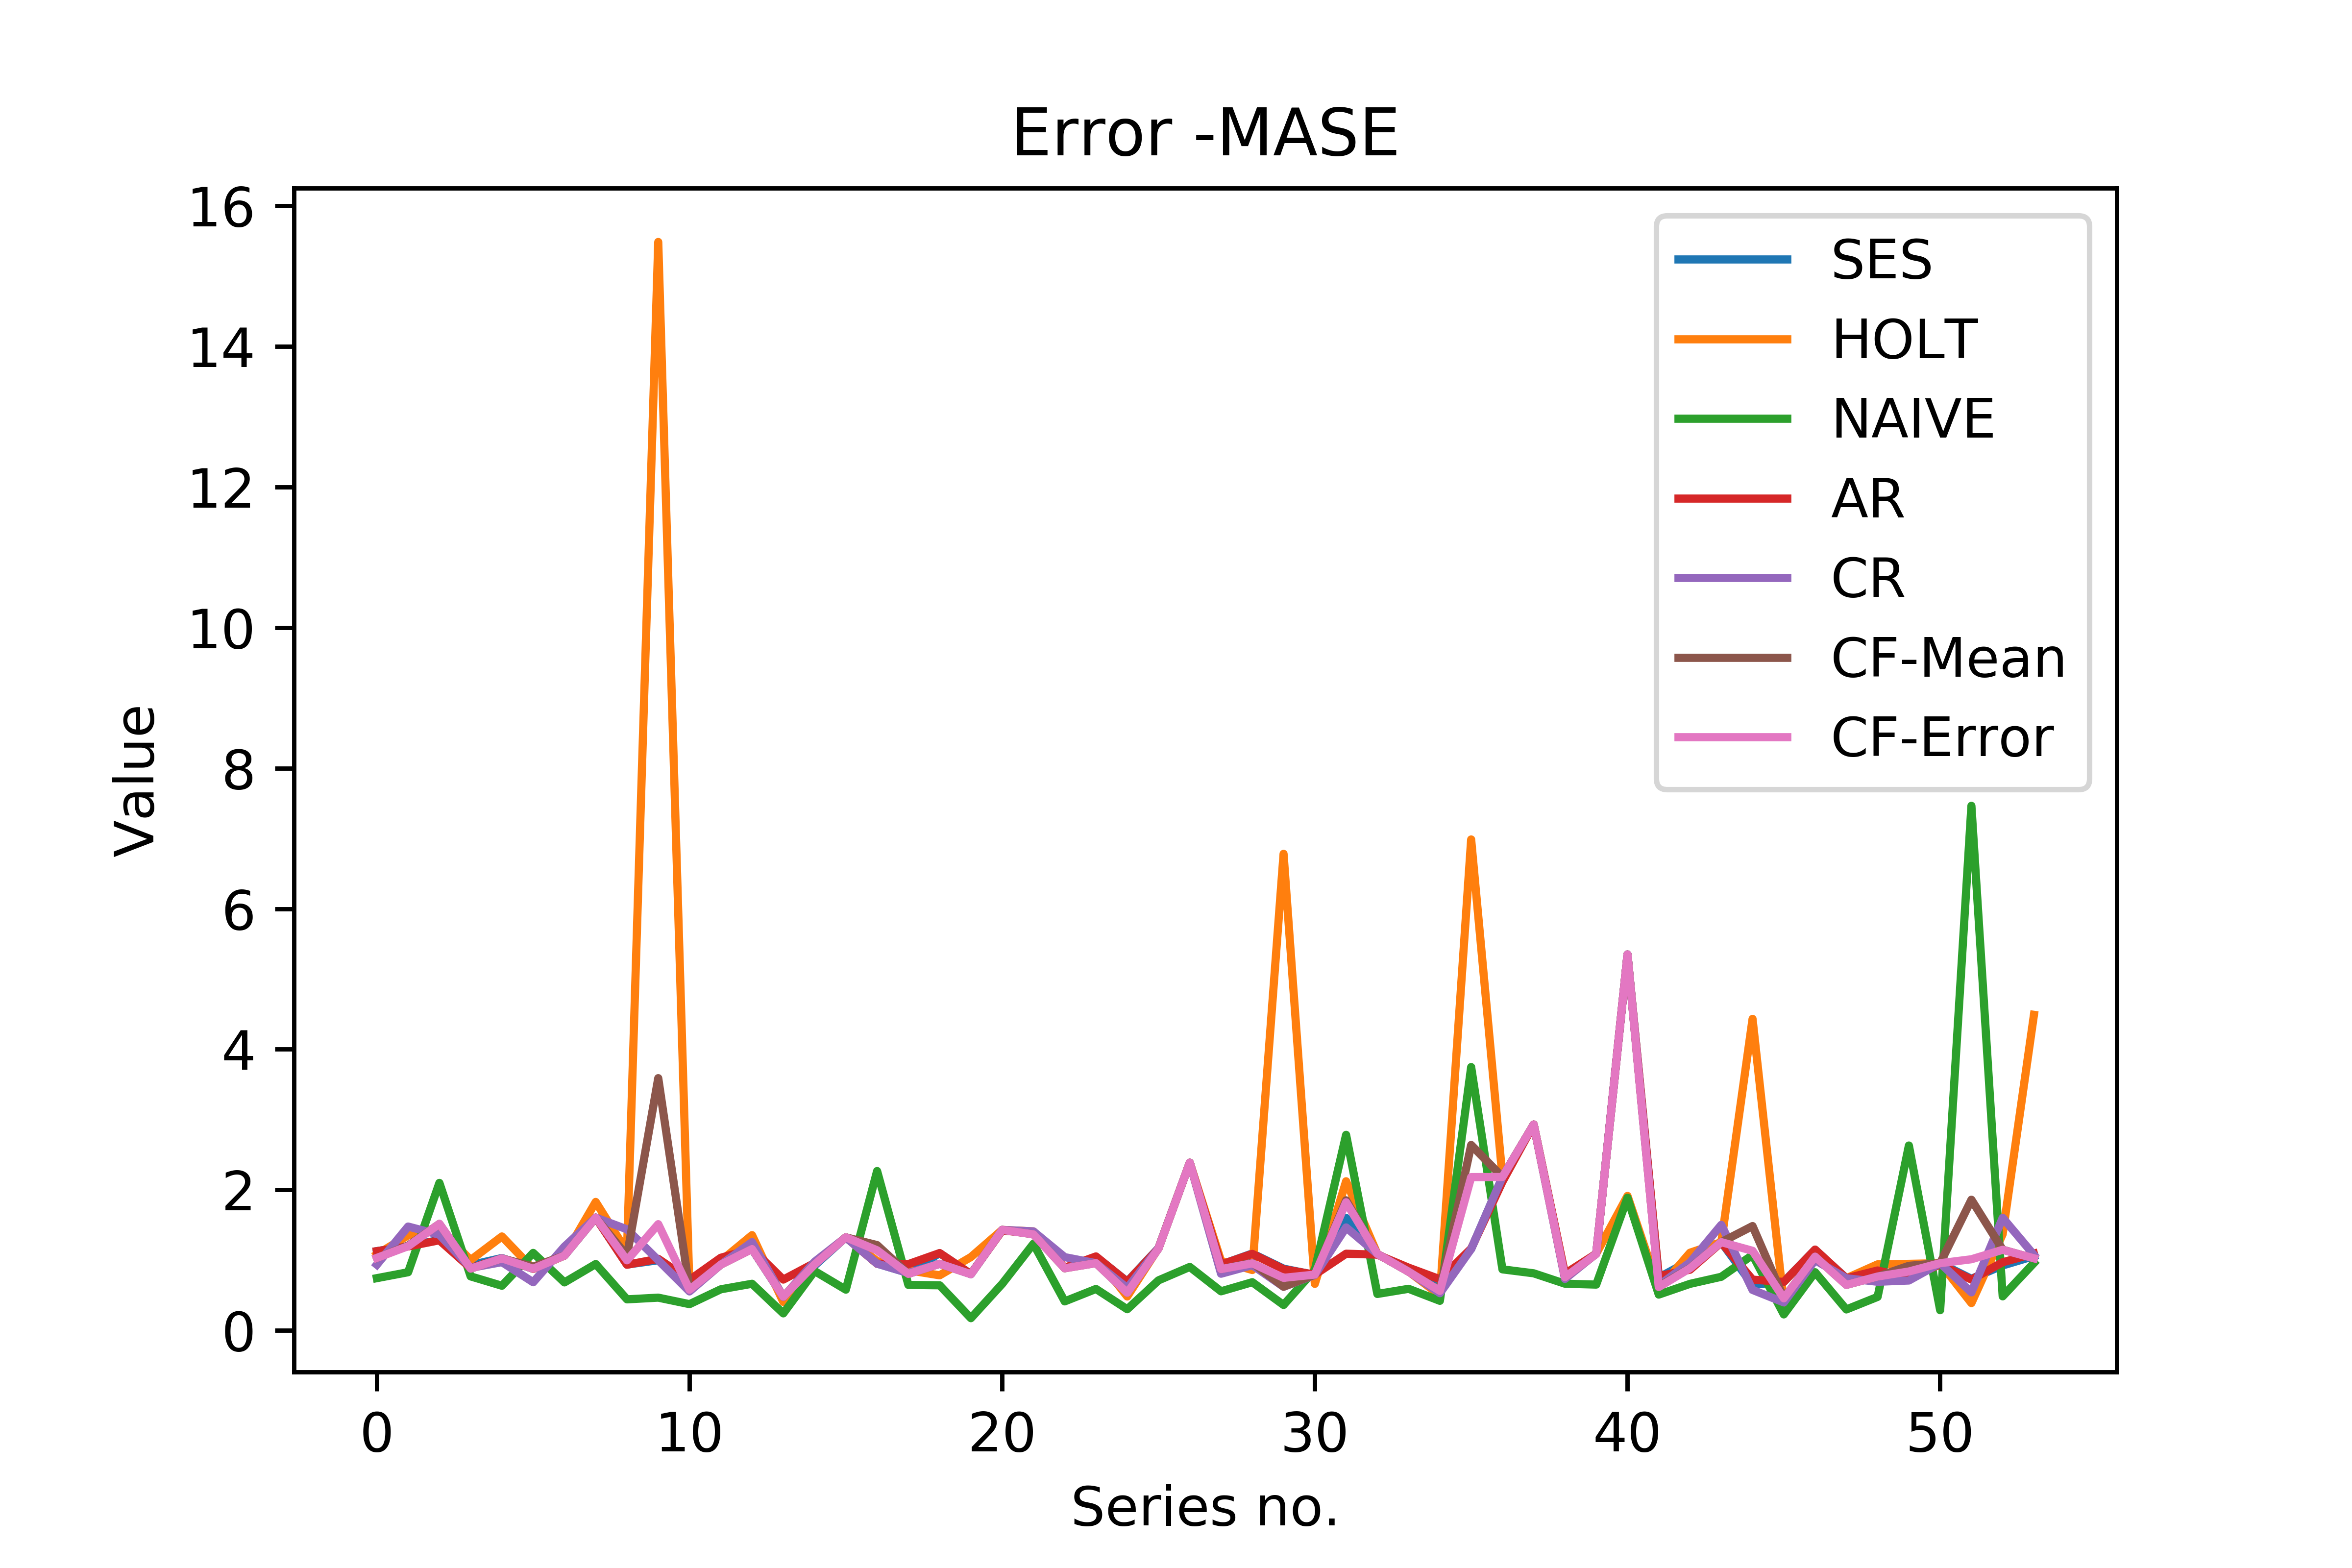 Error -MASE
16
14
12
10
8
6
4
2
0
Value
0 10 20 30 40 50
Series no.
SES
HOLT
NAIVE
AR
CR
CF-Mean
CF-Error